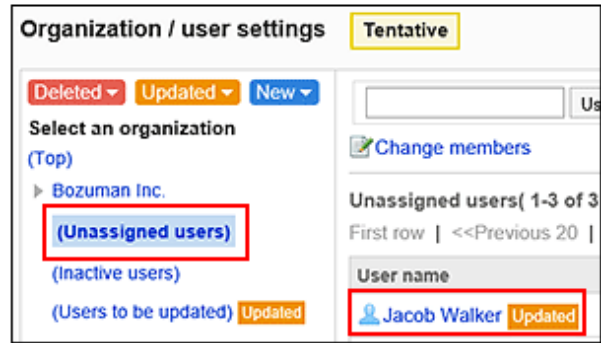 Organization / user settings
Tentative
Deleted
Updated
New
Select an organization
(Top)
Bozuman Inc.
(Unassigned users)
(Inactive users)
(Users to be updated) Updated
Us
Change members
Unassigned users( 1-3 of 3
First row | <<Previous 20 |
User name
Jacob Walker Updated